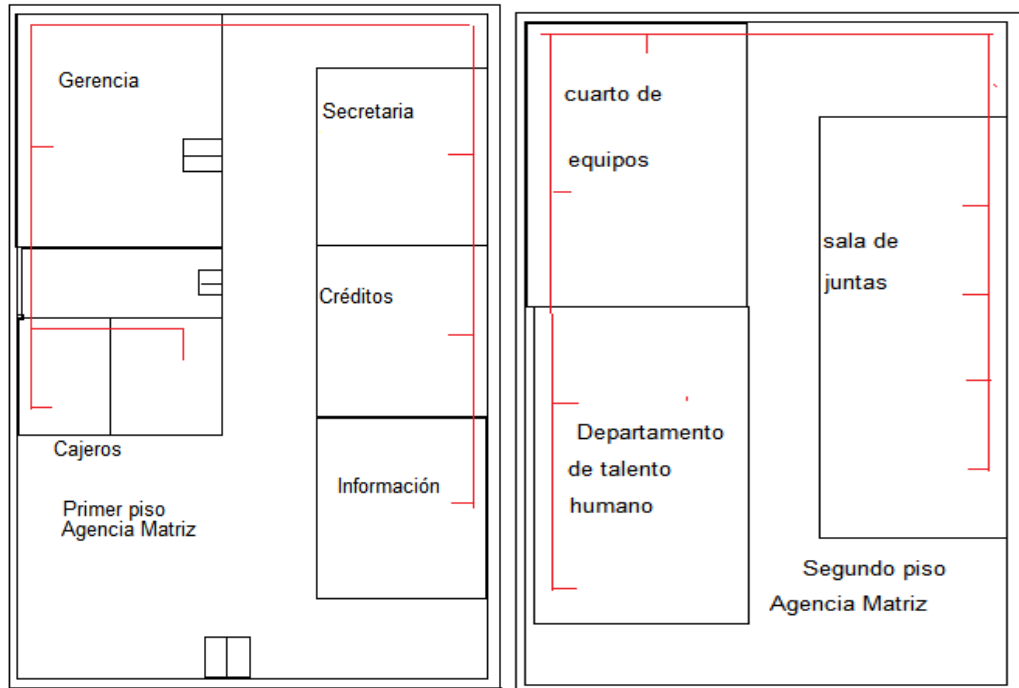 Gerencia
Secretaria
Créditos
Cajeros
Información
Primer piso
Agencia Matriz
cuarto de
equipos
sala de
juntas
Departamento
de talento
humano
Segundo piso
Agencia Matriz